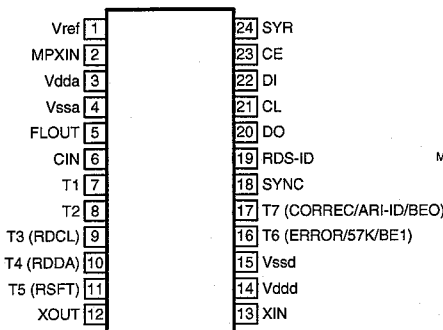 Vref 1
MPXIN 2
Vdda 3
Vssa 4
FLOUT 5
CIN 6
T1 7
T2 8
T3 (RDCL) 9
T4 (RDDA) 10
T5 (RSFT) 11
XOUT 12
24 SYR
23 CE
22 DI
21 CL
20 DO
19 RDS-ID
18 SYNC
17 T7 (CORREC/ARI-ID/BEO)
16 T6 (ERROR/57K/BE1)
15 Vssd
14 Vddd
13 XIN
M